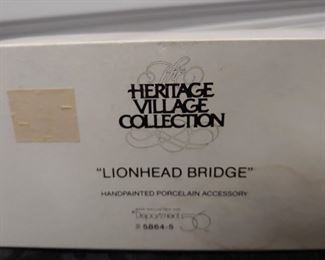 The
HERITAGE
VILLAGE
COLLECTION
"LIONHEAD BRIDGE"
HANDPAINTED PORCELAIN ACCESSORY
Department 56
# 5864-5